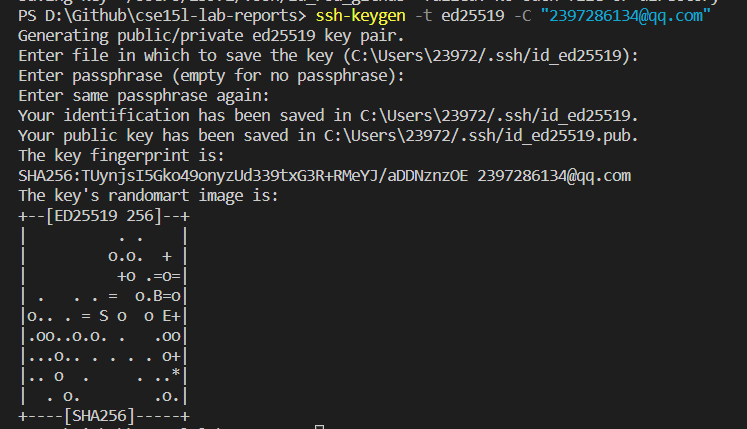 PS D:\Github\cse15l-lab-reports> ssh-keygen -t ed25519 -C "2397286134@qq.com"
Generating public/private ed25519 key pair.
Enter file in which to save the key (C:\Users\23972/.ssh/id_ed25519):
Enter passphrase (empty for no passphrase):
Enter same passphrase again:
Your identification has been saved in C:\Users\23972/.ssh/id_ed25519.
Your public key has been saved in C:\Users\23972/.ssh/id_ed25519.pub.
The key fingerprint is:
SHA256:TUynjsI5Gko49onyzUd339txG3R+RMeYJ/aDDNznzOE 2397286134@qq.com
The key's randomart image is:
+--[ED25519 256]--+
|          . .    |
|         o.o.  + |
|          +o .=o=|
| .   . . =  o.B=o|
|o.. . = S o  o E+|
|.oo..o.o. .   .oo|
|...o.. . . . . o+|
|.. o  .     . ..*|
|  . o.        .o.|
+----[SHA256]-----+